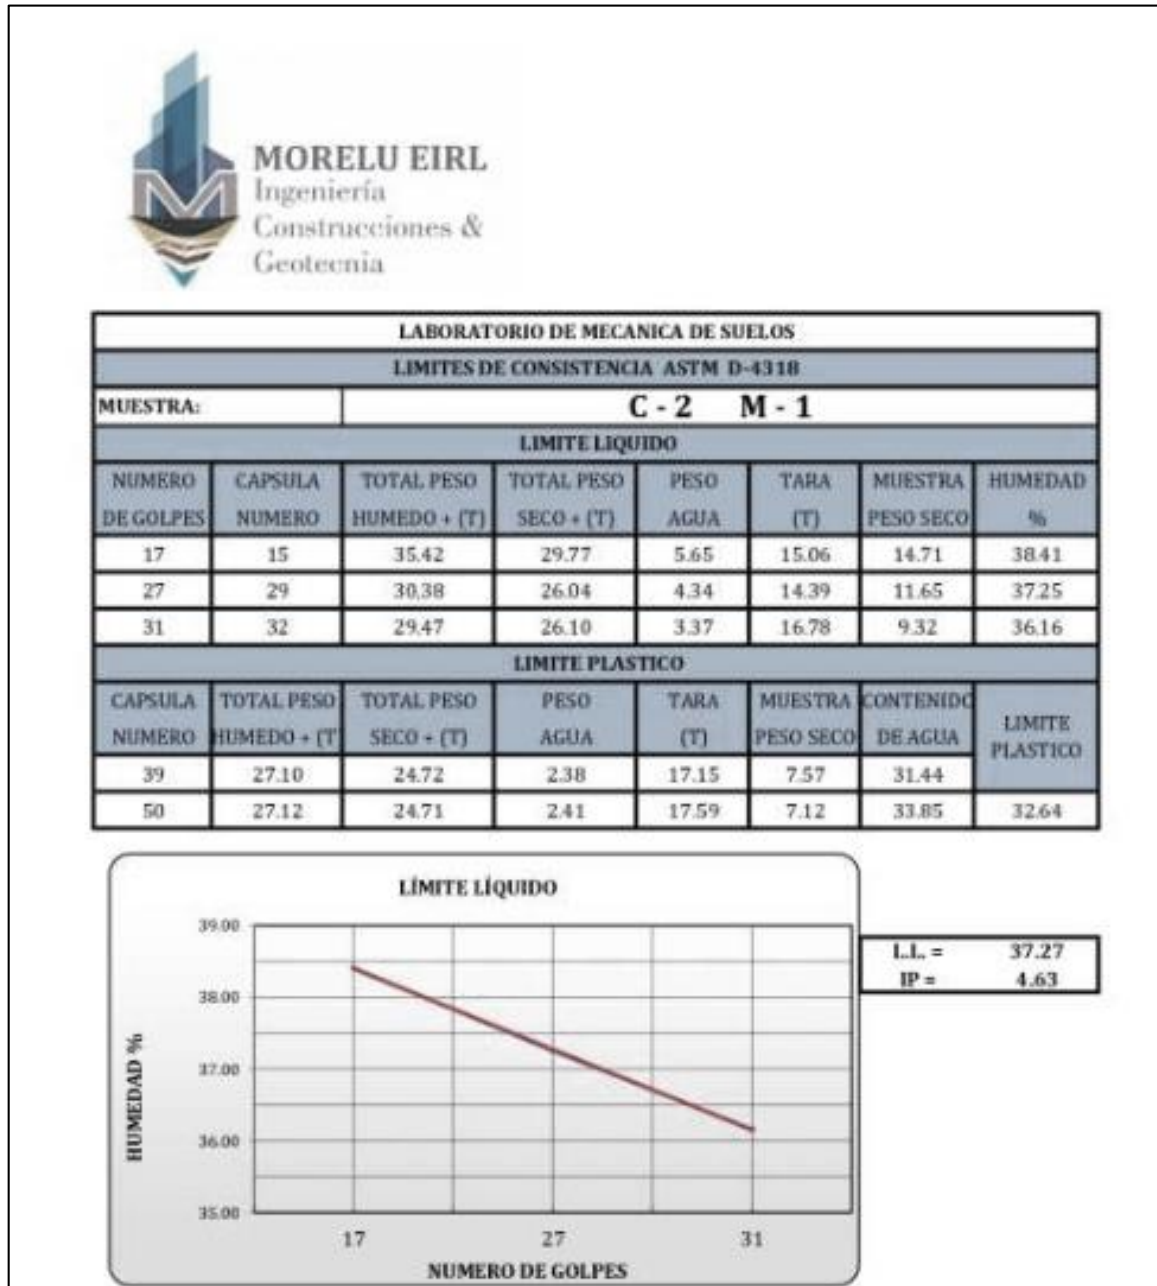 MORELU EIRL
Ingeniería
Construcciones &
Geotecnia
LABORATORIO DE MECANICA DE SUELOS
LIMITES DE CONSISTENCIA ASTM D-4318
MUESTRA: C - 2 M - 1
LIMITE LIQUIDO
NUMERO CAPSULA TOTAL PESO TOTAL PESO PESO TARA MUESTRA HUMEDAD
DE GOLPES NUMERO HUMEDO + (T) SECO + (T) AGUA (T) PESO SECO %
17 15 35.42 29.77 5.65 15.06 14.71 38.41
27 29 30.38 26.04 4.34 14.39 11.65 37.25
31 32 29.47 26.10 3.37 16.78 9.32 36.16
LIMITE PLASTICO
CAPSULA TOTAL PESO TOTAL PESO PESO TARA MUESTRA CONTENIDO LIMITE
NUMERO HUMEDO + (T SECO + (T) AGUA (T) PESO SECO DE AGUA PLASTICO
39 27.10 24.72 2.38 17.15 7.57 31.44
50 27.12 24.71 2.41 17.59 7.12 33.85 32.64
LÍMITE LÍQUIDO
39.00
38.00
37.00
36.00
35.00
HUMEDAD %
17 27 31
NUMERO DE GOLPES
L.L. = 37.27
IP = 4.63